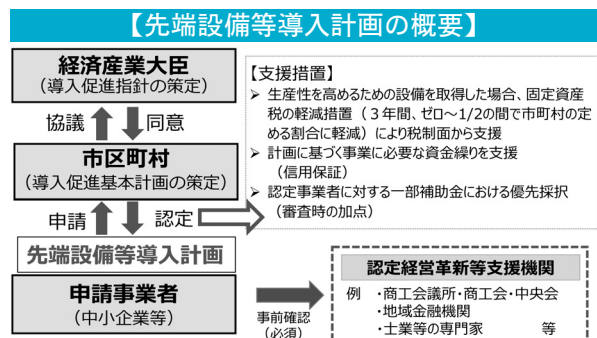 【先端設備等導入計画の概要】
経済産業大臣
（導入促進指針の策定）
協議
同意
市区町村
（導入促進基本計画の策定）
申請
認定
先端設備等導入計画
申請事業者
（中小企業等）
【支援措置】
➢ 生産性を高めるための設備を取得した場合、固定資産
税の軽減措置（３年間、ゼロ～1/2の間で市町村の定
める割合に軽減）により税制面から支援
➢ 計画に基づく事業に必要な資金繰りを支援
（信用保証）
➢ 認定事業者に対する一部補助金における優先採択
（審査時の加点）
事前確認
（必須）
認定経営革新等支援機関
例 ・商工会議所・商工会・中央会
・地域金融機関
・士業等の専門家 等